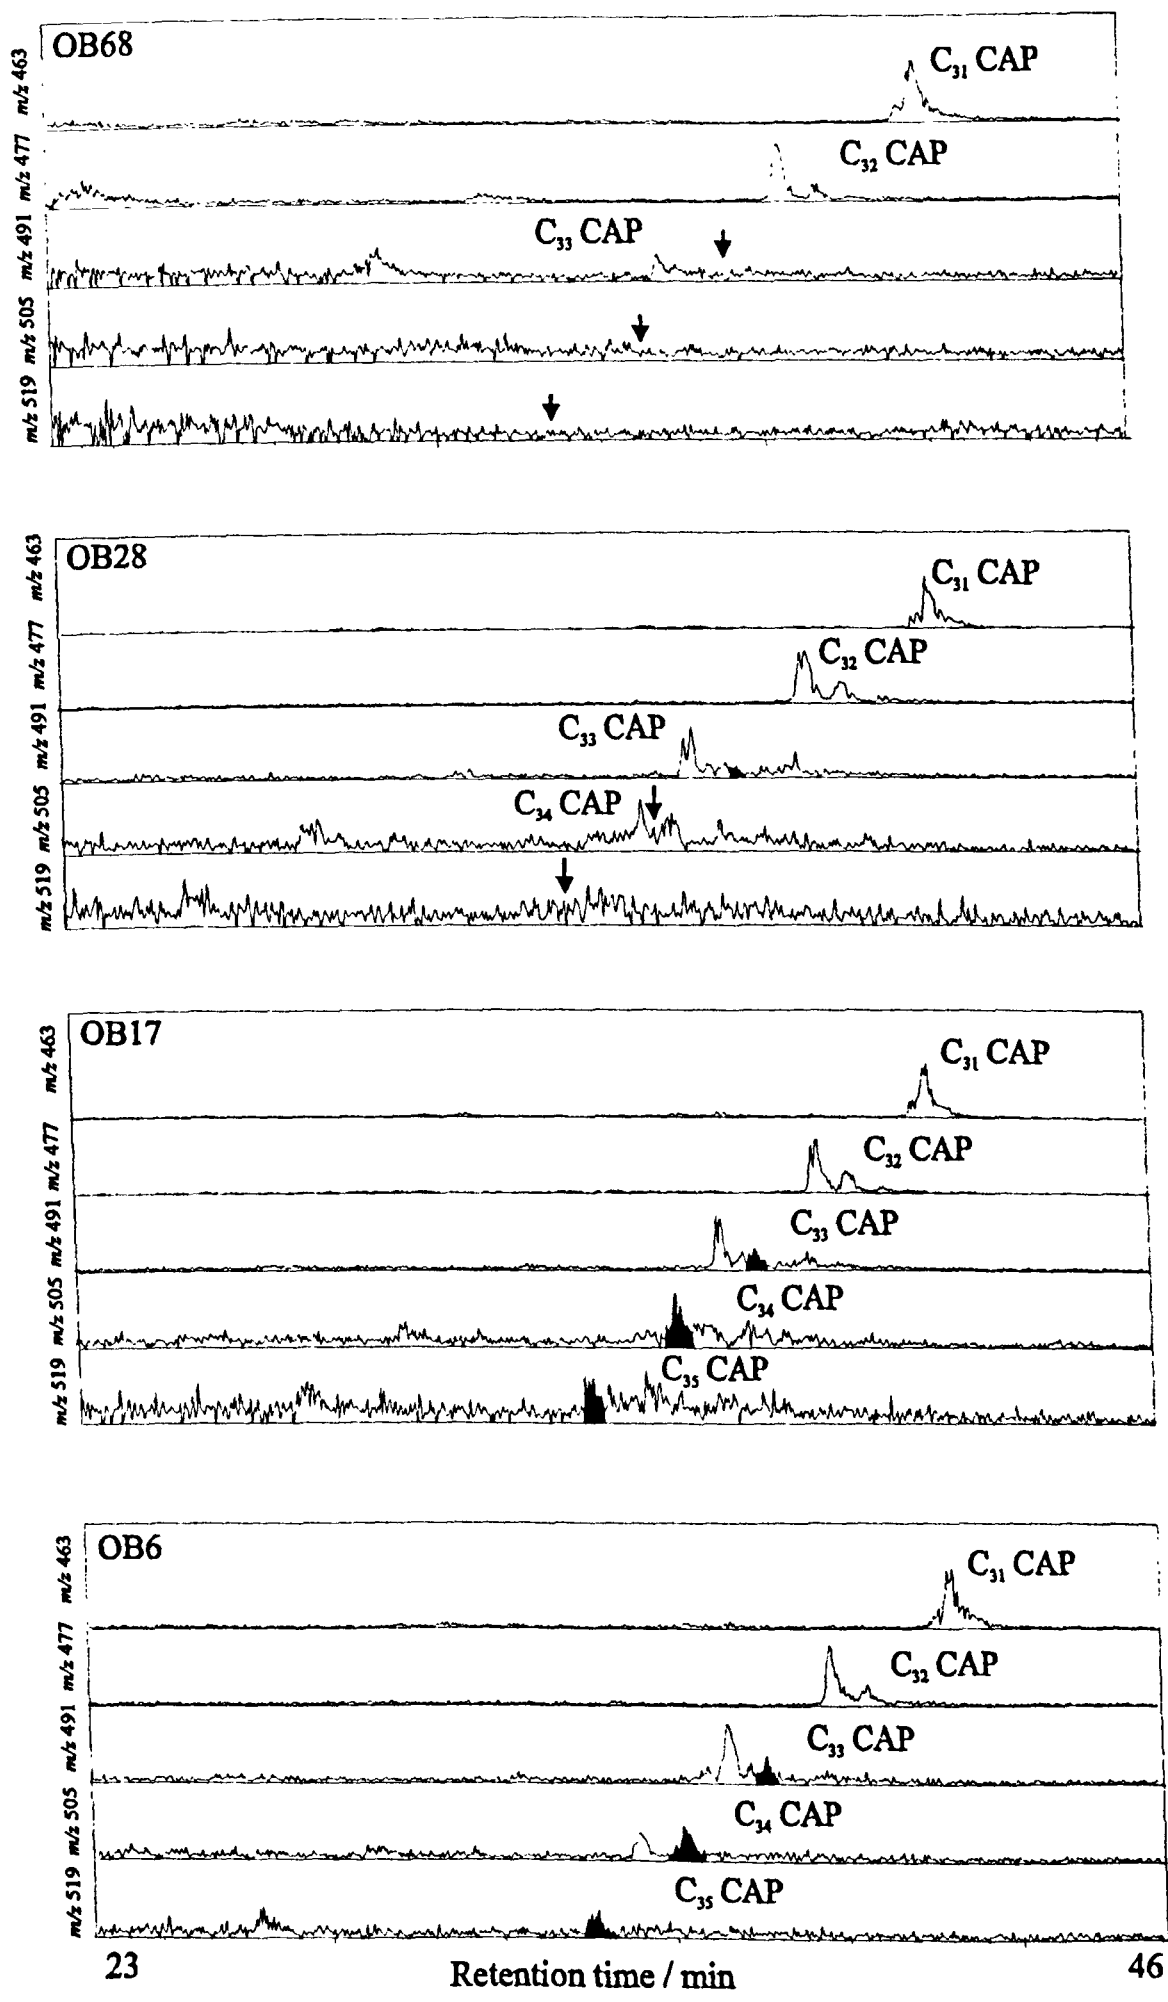 OB68
m/z 463
C₃₁ CAP
m/z 477
C₃₂ CAP
m/z 491
C₃₃ CAP
m/z 505
m/z 519
OB28
m/z 463
C₃₁ CAP
m/z 477
C₃₂ CAP
m/z 491
C₃₃ CAP
m/z 505
C₃₄ CAP
m/z 519
OB17
m/z 463
C₃₁ CAP
m/z 477
C₃₂ CAP
m/z 491
C₃₃ CAP
m/z 505
C₃₄ CAP
m/z 519
C₃₅ CAP
OB6
m/z 463
C₃₁ CAP
m/z 477
C₃₂ CAP
m/z 491
C₃₃ CAP
m/z 505
C₃₄ CAP
m/z 519
C₃₅ CAP
23
Retention time / min
46